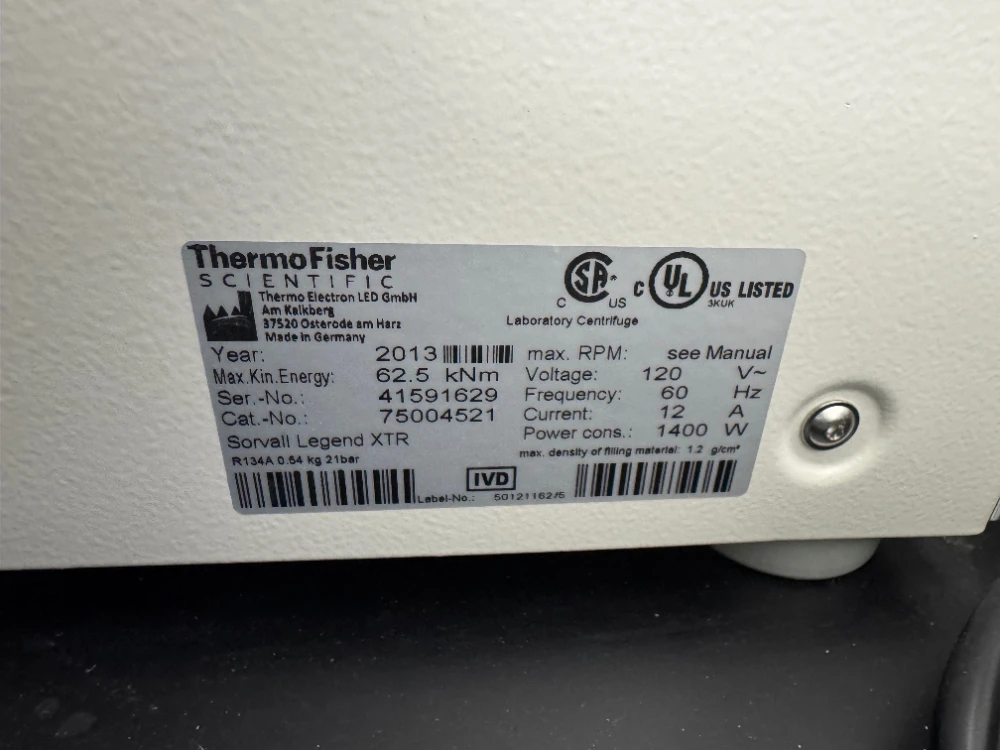 ThermoFisher
SCIENTIFIC
Thermo Electron LED GmbH
Am Kalkberg
37520 Osterode am Harz
Made in Germany
SA
C US
C UL US LISTED
3KUK
Laboratory Centrifuge
Year: 2013
Max.Kin.Energy: 62.5 kNm
Ser.-No.: 41591629
Cat.-No.: 75004521
Sorvall Legend XTR
R134A 0.54 kg 21bar
max. RPM: see Manual
Voltage: 120 V~
Frequency: 60 Hz
Current: 12 A
Power cons.: 1400 W
max. density of filling material: 1.2 g/cm³
IVD
Label-No.: 50121162/5